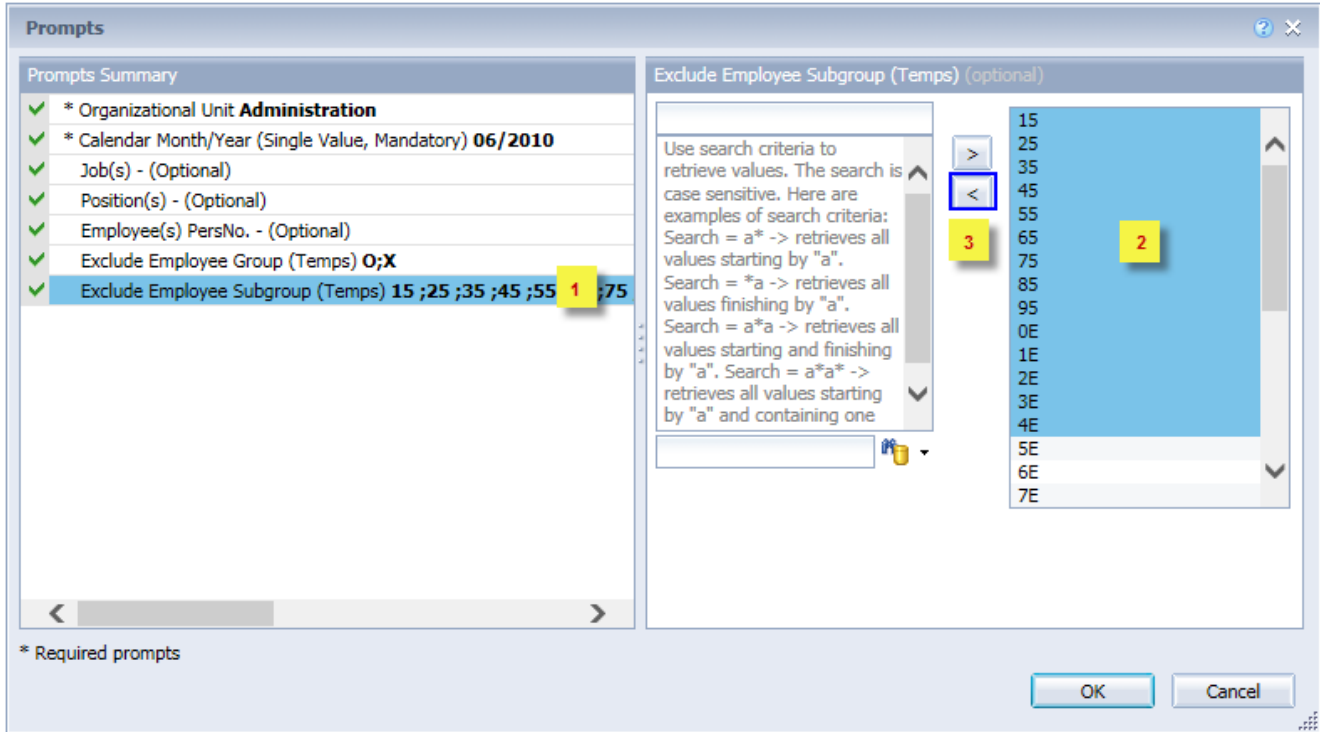 Prompts
Prompts Summary
* Organizational Unit Administration
* Calendar Month/Year (Single Value, Mandatory) 06/2010
Job(s) - (Optional)
Position(s) - (Optional)
Employee(s) PersNo. - (Optional)
Exclude Employee Group (Temps) O;X
Exclude Employee Subgroup (Temps) 15 ;25 ;35 ;45 ;55 1 ;75
* Required prompts
Exclude Employee Subgroup (Temps) (optional)
Use search criteria to
retrieve values. The search is
case sensitive. Here are
examples of search criteria:
Search = a* -> retrieves all
values starting by "a".
Search = *a -> retrieves all
values finishing by "a".
Search = a*a -> retrieves all
values starting and finishing
by "a". Search = a*a* ->
retrieves all values starting
by "a" and containing one
>
<
3
15
25
35
45
55
65
75
85
95
0E
1E
2E
3E
4E
5E
6E
7E
2
OK
Cancel